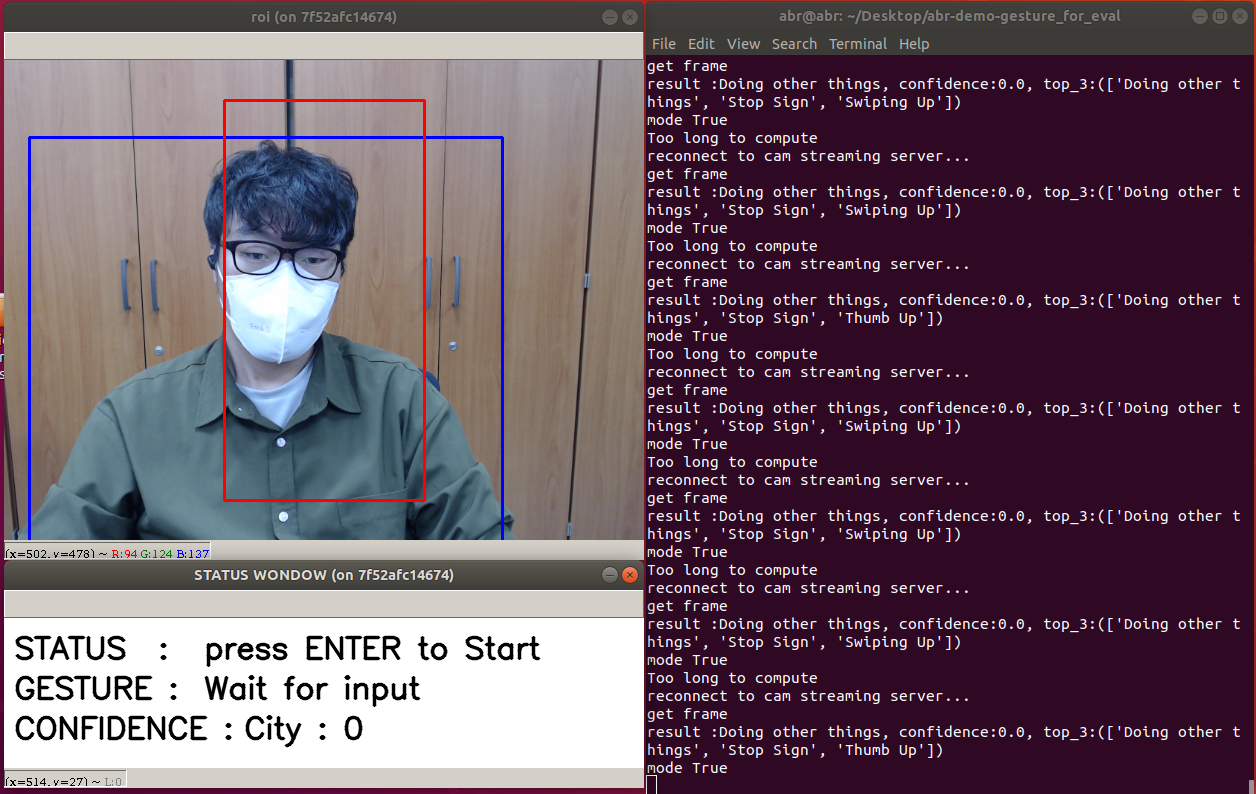 roi (on 7f52afc14674)
(x=502, y=478) ~ R:94 G:124 B:137
STATUS WONDOW (on 7f52afc14674)
STATUS : press ENTER to Start
GESTURE : Wait for input
CONFIDENCE : City : 0
(x=514, y=27) ~ L:0
abr@abr: ~/Desktop/abr-demo-gesture_for_eval
File Edit View Search Terminal Help
get frame
result :Doing other things, confidence:0.0, top_3:(['Doing other t
hings', 'Stop Sign', 'Swiping Up'])
mode True
Too long to compute
reconnect to cam streaming server...
get frame
result :Doing other things, confidence:0.0, top_3:(['Doing other t
hings', 'Stop Sign', 'Swiping Up'])
mode True
Too long to compute
reconnect to cam streaming server...
get frame
result :Doing other things, confidence:0.0, top_3:(['Doing other t
hings', 'Stop Sign', 'Thumb Up'])
mode True
Too long to compute
reconnect to cam streaming server...
get frame
result :Doing other things, confidence:0.0, top_3:(['Doing other t
hings', 'Stop Sign', 'Swiping Up'])
mode True
Too long to compute
reconnect to cam streaming server...
get frame
result :Doing other things, confidence:0.0, top_3:(['Doing other t
hings', 'Stop Sign', 'Swiping Up'])
mode True
Too long to compute
reconnect to cam streaming server...
get frame
result :Doing other things, confidence:0.0, top_3:(['Doing other t
hings', 'Stop Sign', 'Swiping Up'])
mode True
Too long to compute
reconnect to cam streaming server...
get frame
result :Doing other things, confidence:0.0, top_3:(['Doing other t
hings', 'Stop Sign', 'Thumb Up'])
mode True